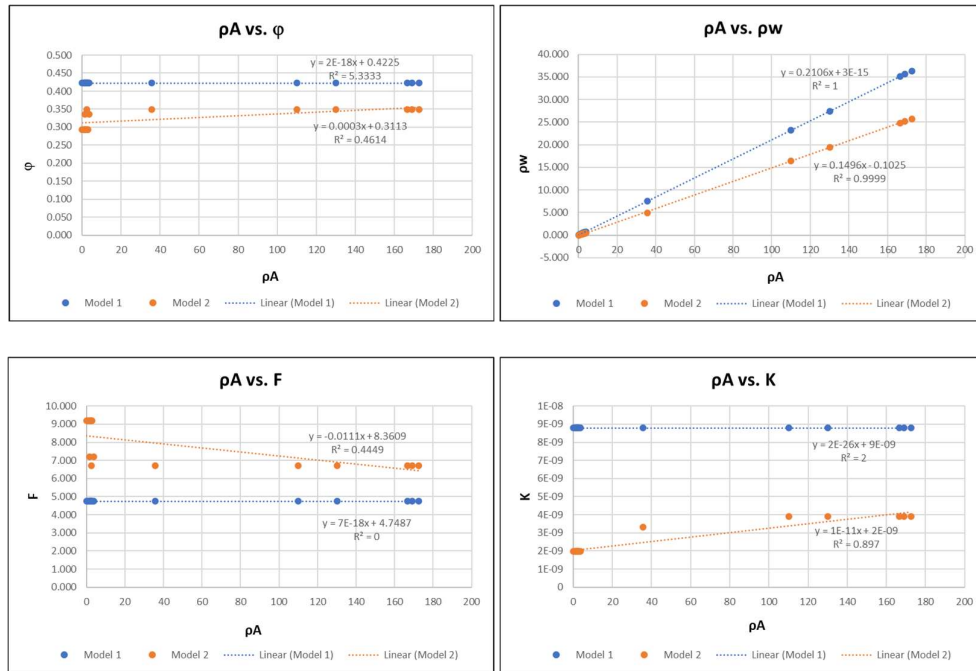 ρA vs. φ
0.500
0.450
0.400
0.350
0.300
0.250
0.200
0.150
0.100
0.050
0.000
φ
y = 2E-18x + 0.4225
R² = 5.3333
y = 0.0003x + 0.3113
R² = 0.4614
0 20 40 60 80 100 120 140 160 180 200
ρA
Model 1 Model 2 Linear (Model 1) Linear (Model 2)
ρA vs. ρw
40.000
35.000
30.000
25.000
20.000
15.000
10.000
5.000
0.000
-5.000
ρw
y = 0.2106x + 3E-15
R² = 1
y = 0.1496x - 0.1025
R² = 0.9999
0 20 40 60 80 100 120 140 160 180 200
ρA
Model 1 Model 2 Linear (Model 1) Linear (Model 2)
ρA vs. F
10.000
9.000
8.000
7.000
6.000
5.000
4.000
3.000
2.000
1.000
0.000
F
y = -0.0111x + 8.3609
R² = 0.4449
y = 7E-18x + 4.7487
R² = 0
0 20 40 60 80 100 120 140 160 180 200
ρA
Model 1 Model 2 Linear (Model 1) Linear (Model 2)
ρA vs. K
1E-08
9E-09
8E-09
7E-09
6E-09
5E-09
4E-09
3E-09
2E-09
1E-09
0
K
y = 2E-26x + 9E-09
R² = 2
y = 1E-11x + 2E-09
R² = 0.897
0 20 40 60 80 100 120 140 160 180 200
ρA
Model 1 Model 2 Linear (Model 1) Linear (Model 2)